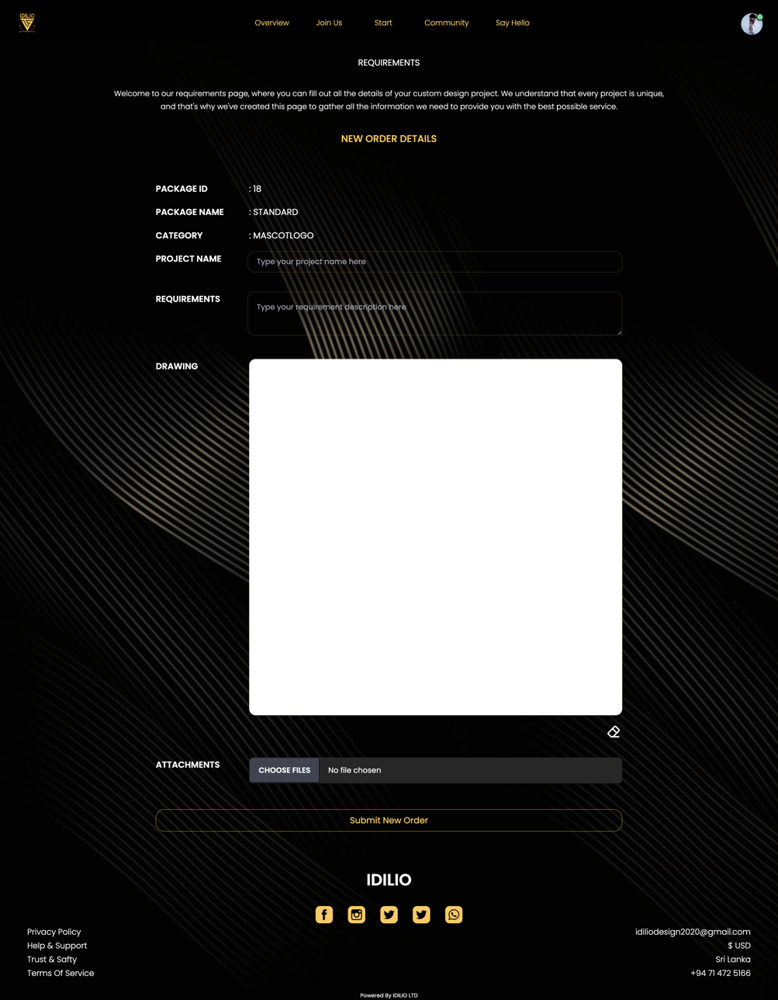 IDILIO
Overview
Join Us
Start
Community
Say Hello
REQUIREMENTS
Welcome to our requirements page, where you can fill out all the details of your custom design project. We understand that every project is unique,
and that's why we've created this page to gather all the information we need to provide you with the best possible service.
NEW ORDER DETAILS
PACKAGE ID : 18
PACKAGE NAME : STANDARD
CATEGORY : MASCOTLOGO
PROJECT NAME
Type your project name here
REQUIREMENTS
Type your requirement description here
DRAWING
ATTACHMENTS
CHOOSE FILES No file chosen
Submit New Order
IDILIO
Privacy Policy
Help & Support
Trust & Safty
Terms Of Service
idiliodesign2020@gmail.com
$ USD
Sri Lanka
+94 71 472 5166
Powered By IDILIO LTD